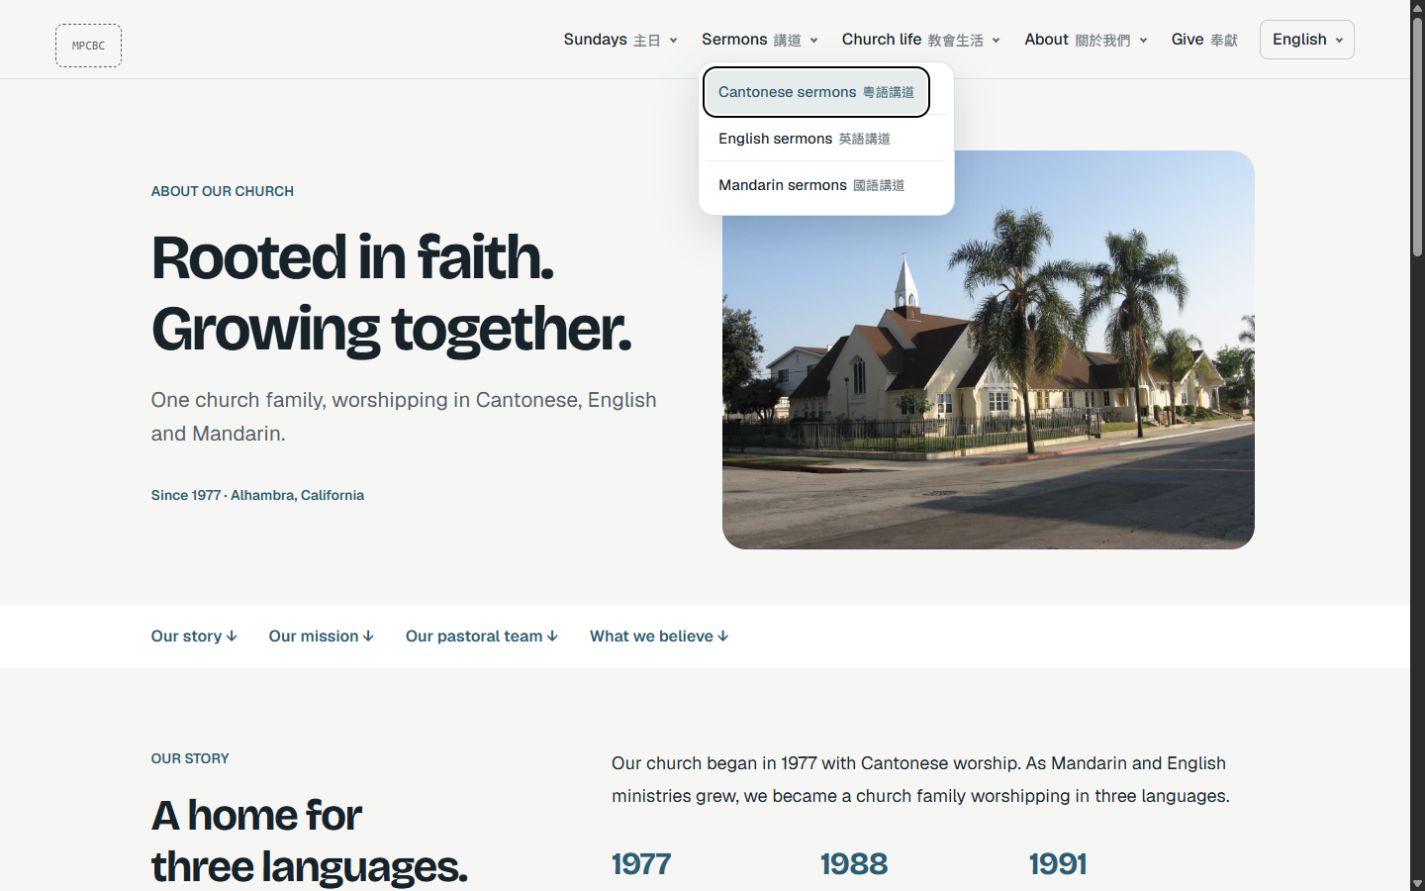 MPCBC
Sundays 主日
Sermons 講道
Church life 教會生活
About 關於我們
Give 奉獻
English
Cantonese sermons 粵語講道
English sermons 英語講道
Mandarin sermons 國語講道
ABOUT OUR CHURCH
Rooted in faith.
Growing together.
One church family, worshipping in Cantonese, English
and Mandarin.
Since 1977 · Alhambra, California
Our story ↓
Our mission ↓
Our pastoral team ↓
What we believe ↓
OUR STORY
A home for
three languages.
Our church began in 1977 with Cantonese worship. As Mandarin and English
ministries grew, we became a church family worshipping in three languages.
1977
1988
1991